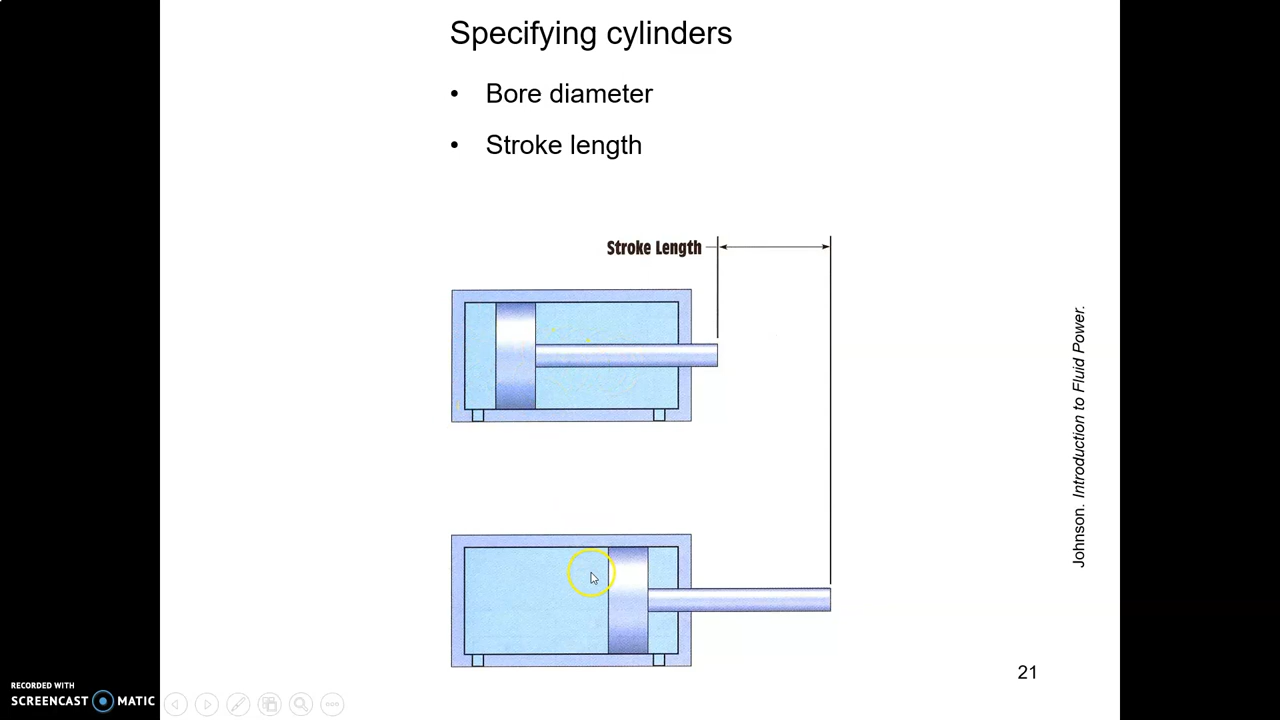 Specifying cylinders
• Bore diameter
• Stroke length
Stroke Length
Johnson. Introduction to Fluid Power.
21
RECORDED WITH
SCREENCAST MATIC